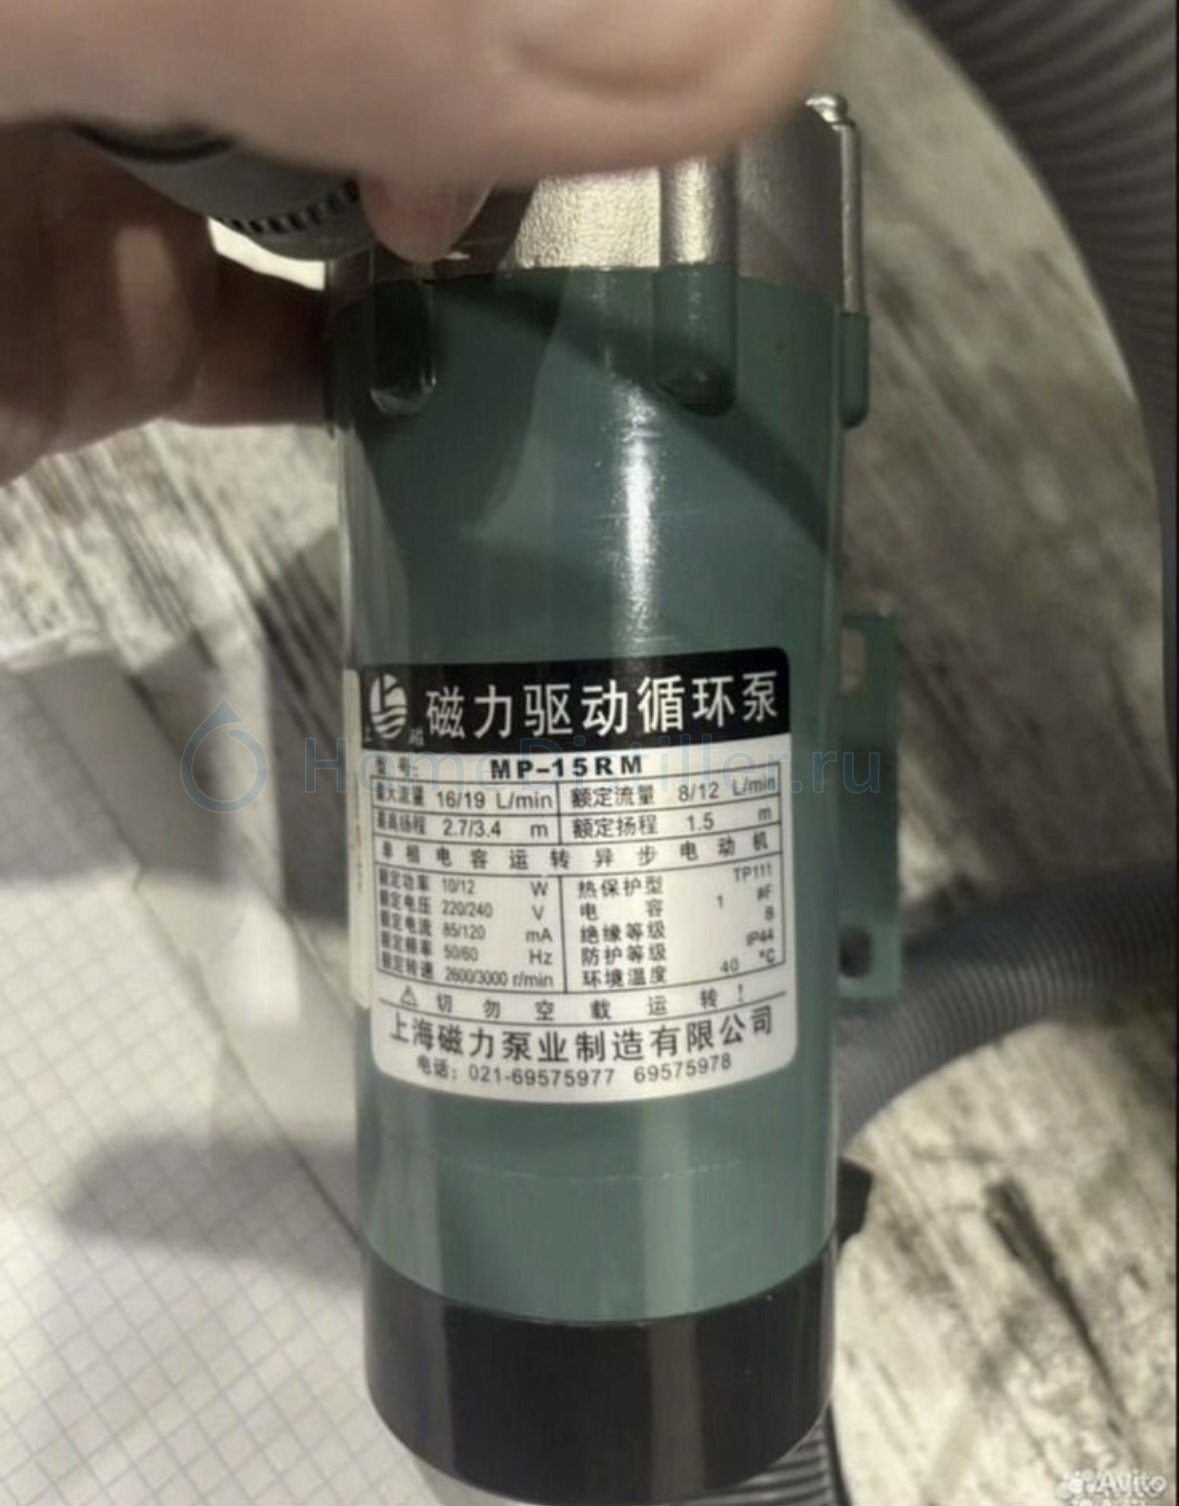 磁力驱动循环泵
型号: MP-15RM
最大流量 16/19 L/min 额定流量 8/12 L/min
最高扬程 2.7/3.4 m 额定扬程 1.5 m
单相电容运转异步电动机
额定功率 10/12 W 热保护型 TP111
额定电压 220/240 V 电容 1 μF
额定电流 85/120 mA 绝缘等级 B
额定频率 50/60 Hz 防护等级 IP44
额定转速 2600/3000 r/min 环境温度 40 °C
⚠ 切勿空载运转!
上海磁力泵业制造有限公司
电话: 021-69575977 69575978
HomeDistiller.ru
Avito